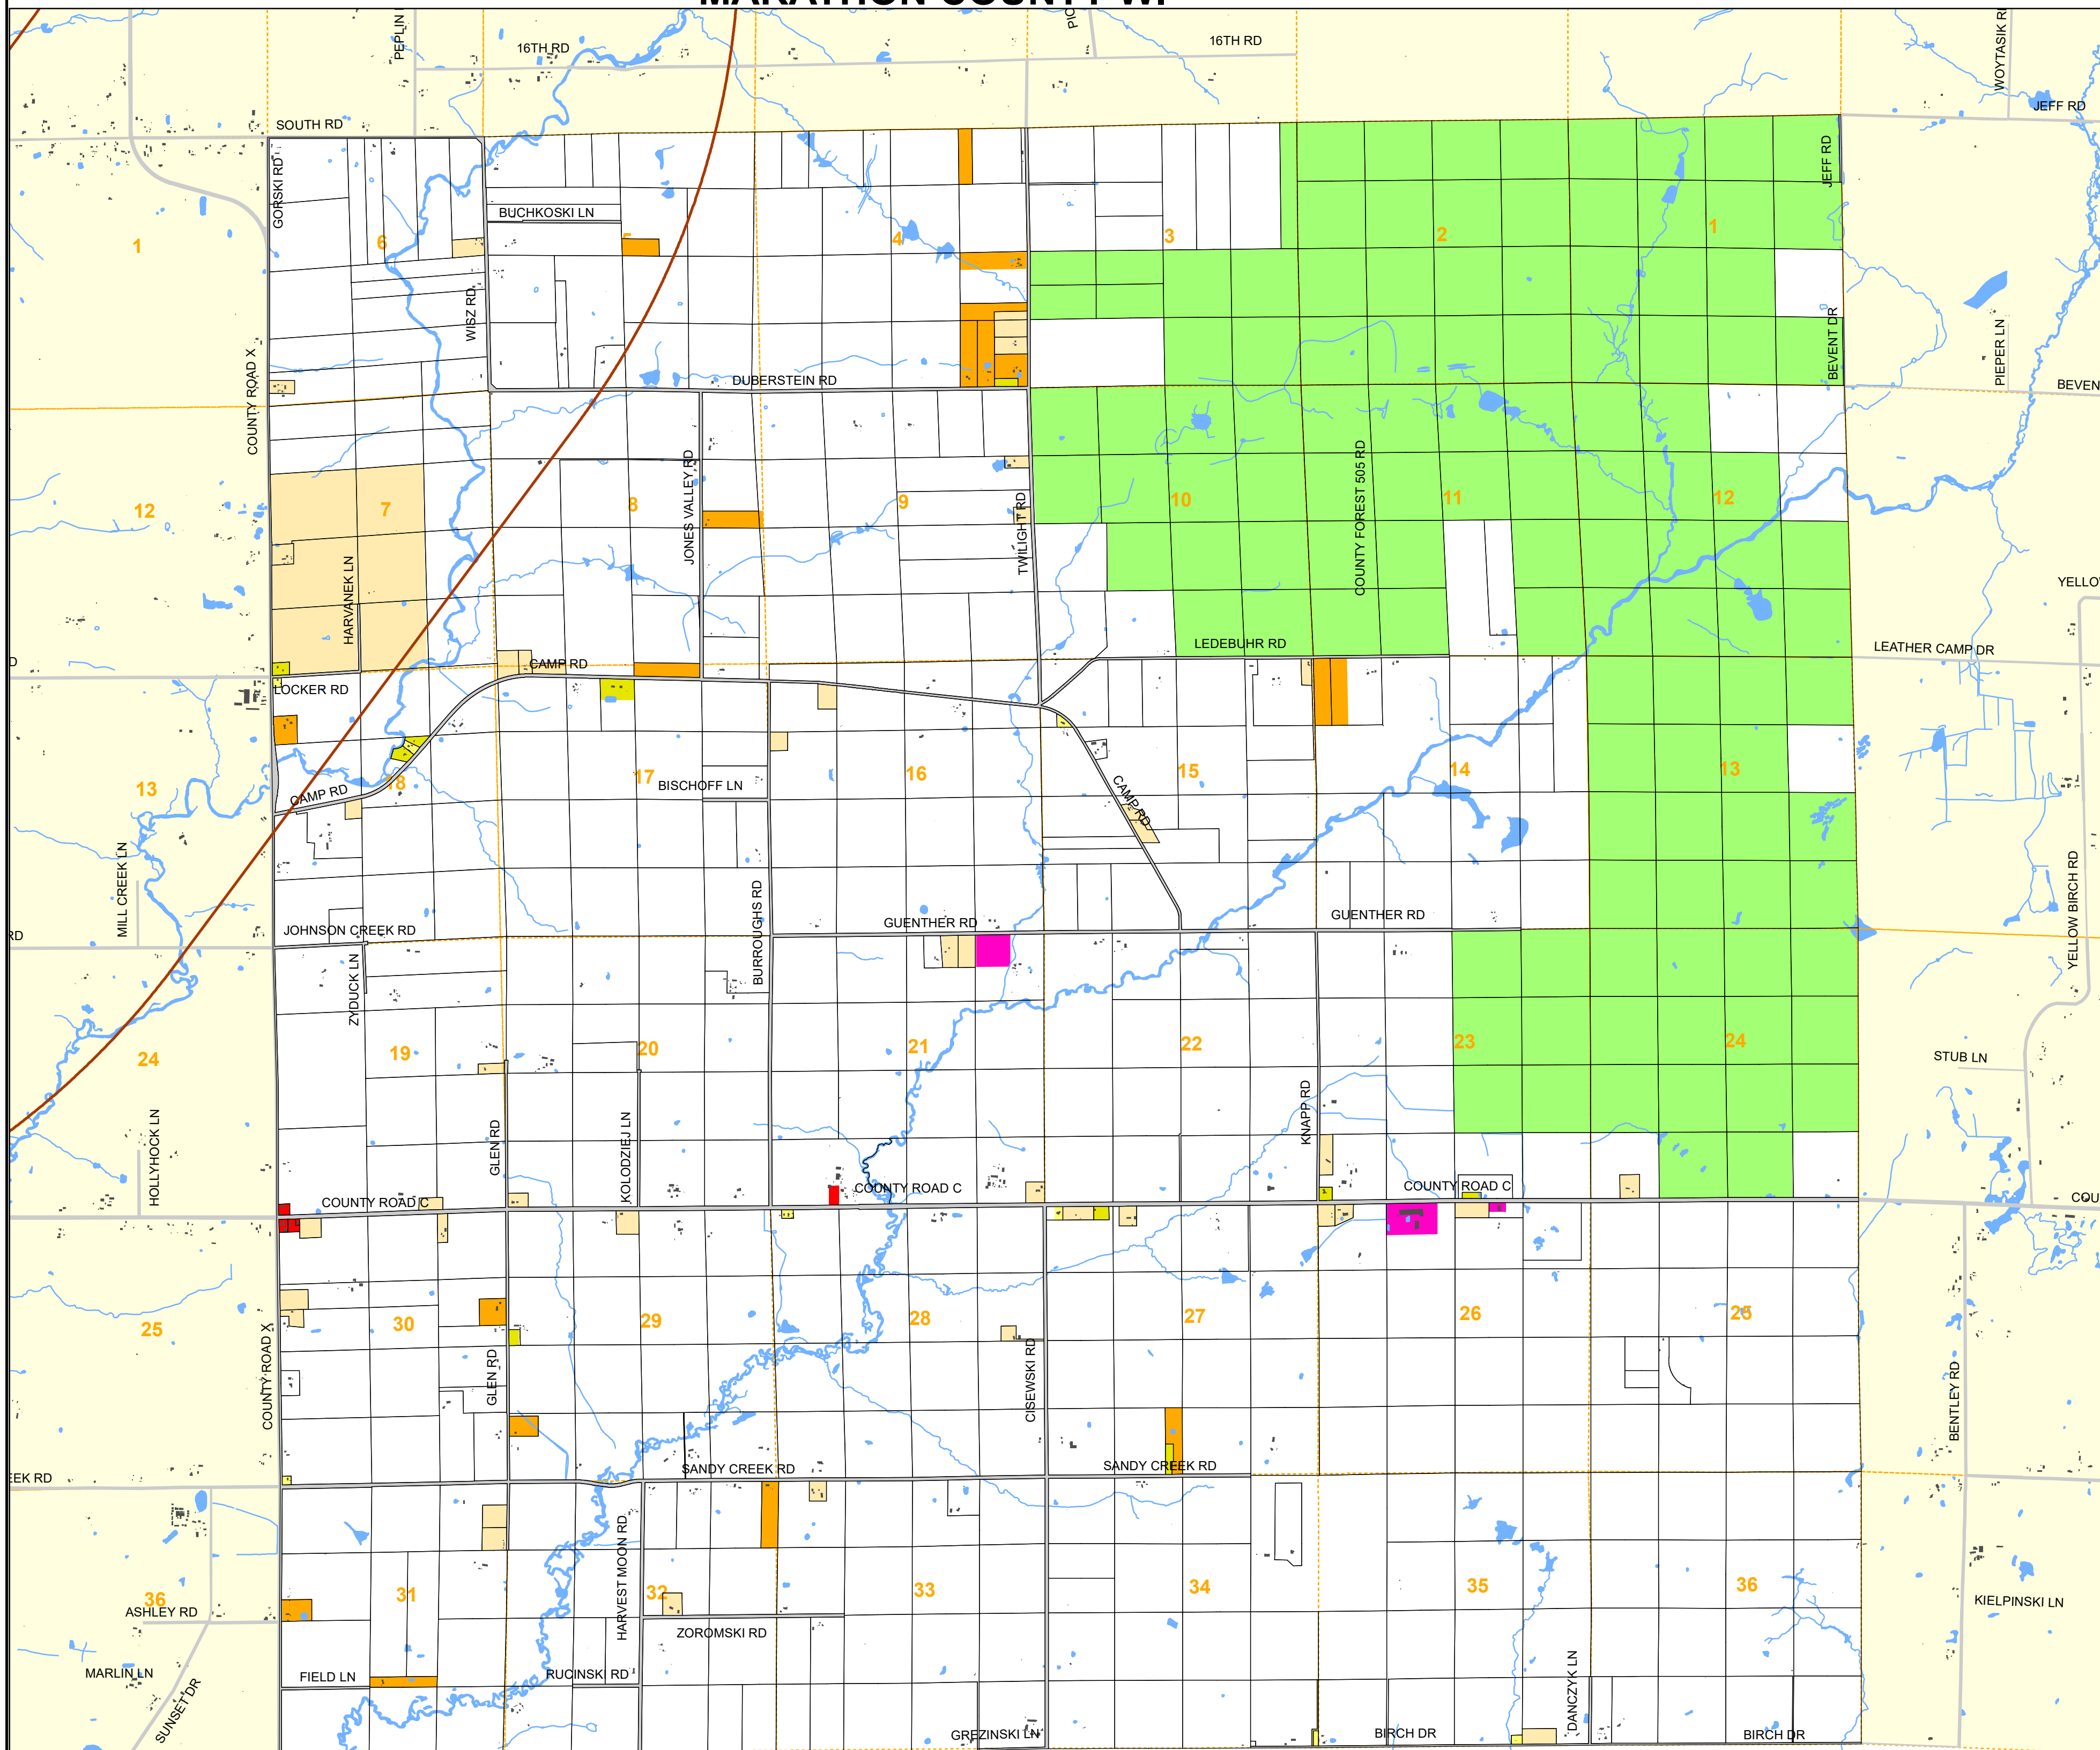 MARATHON COUNTY WI
PEPLIN
16TH RD
PIC
16TH RD
WOYTASIK RD
JEFF RD
SOUTH RD
GORSKI RD
JEFF RD
BUCHKOSKI LN
1
6
5
4
3
2
1
WISZ RD
COUNTY ROAD X
BEVENT DR
PIEPER LN
DUBERSTEIN RD
BEVEN
JONES VALLEY RD
COUNTY FOREST 505 RD
12
7
8
9
10
11
12
TWILIGHT RD
HARVANEK LN
YELLO
LEDEBUHR RD
LEATHER CAMP DR
D
CAMP RD
LOCKER RD
13
18
17
16
15
14
13
BISCHOFF LN
CAMP RD
CAMP RD
MILL CREEK LN
BURROUGHS RD
YELLOW BIRCH RD
GUENTHER RD
GUENTHER RD
JOHNSON CREEK RD
RD
ZYDUCK LN
24
19
20
21
22
23
24
STUB LN
KNAPP RD
HOLLYHOCK LN
GLEN RD
KOLODZIEJ LN
COUNTY ROAD C
COUNTY ROAD C
COUNTY ROAD C
COU
25
30
29
28
27
26
25
COUNTY ROAD X
GLEN RD
CISEWSKI RD
BENTLEY RD
EEK RD
SANDY CREEK RD
SANDY CREEK RD
HARVEST MOON RD
36
31
32
33
34
35
36
ASHLEY RD
KIELPINSKI LN
ZOROMSKI RD
MARLIN LN
FIELD LN
RUCINSKI RD
DANCZYK LN
SUNSET DR
GREZINSKI LN
BIRCH DR
BIRCH DR